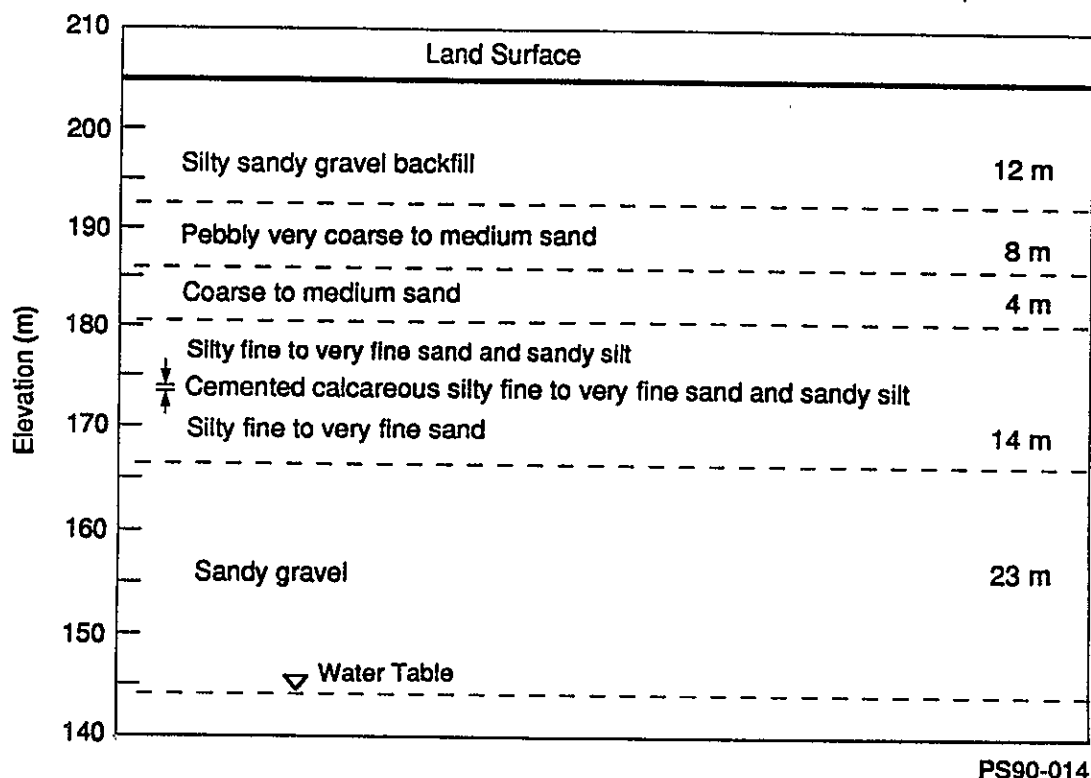 210
Land Surface
200
Silty sandy gravel backfill 12 m
190
Pebbly very coarse to medium sand 8 m
Coarse to medium sand 4 m
180
Silty fine to very fine sand and sandy silt
Cemented calcareous silty fine to very fine sand and sandy silt
170
Silty fine to very fine sand 14 m
160
Sandy gravel 23 m
150
Water Table
140
Elevation (m)
PS90-014